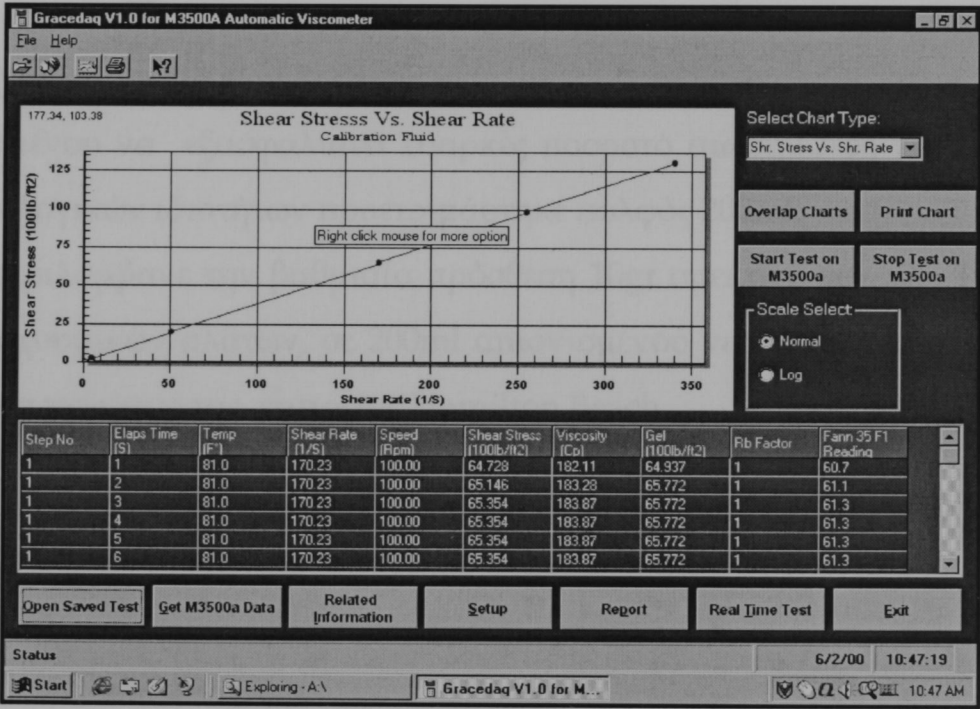 Gracedaq V1.0 for M3500A Automatic Viscometer
File Help
177.34, 103.38
Shear Stresss Vs. Shear Rate
Calibration Fluid
Shear Stress (100lb/ft2)
125
100
75
50
25
0
Right click mouse for more option
0 50 100 150 200 250 300 350
Shear Rate (1/S)
Select Chart Type:
Shr. Stress Vs. Shr. Rate
Overlap Charts Print Chart
Start Test on M3500a Stop Test on M3500a
Scale Select
Normal
Log
Step No Elaps Time (S) Temp (F°) Shear Rate (1/S) Speed (Rpm) Shear Stress (100lb/ft2) Viscosity (Cp) Gel (100lb/ft2) Rb Factor Fann 35 F1 Reading
1 1 81.0 170.23 100.00 64.728 182.11 64.937 1 60.7
1 2 81.0 170.23 100.00 65.146 183.28 65.772 1 61.1
1 3 81.0 170.23 100.00 65.354 183.87 65.772 1 61.3
1 4 81.0 170.23 100.00 65.354 183.87 65.772 1 61.3
1 5 81.0 170.23 100.00 65.354 183.87 65.772 1 61.3
1 6 81.0 170.23 100.00 65.354 183.87 65.772 1 61.3
Open Saved Test Get M3500a Data Related Information Setup Report Real Time Test Exit
Status 6/2/00 10:47:19
Start Exploring - A:\ Gracedaq V1.0 for M... 10:47 AM